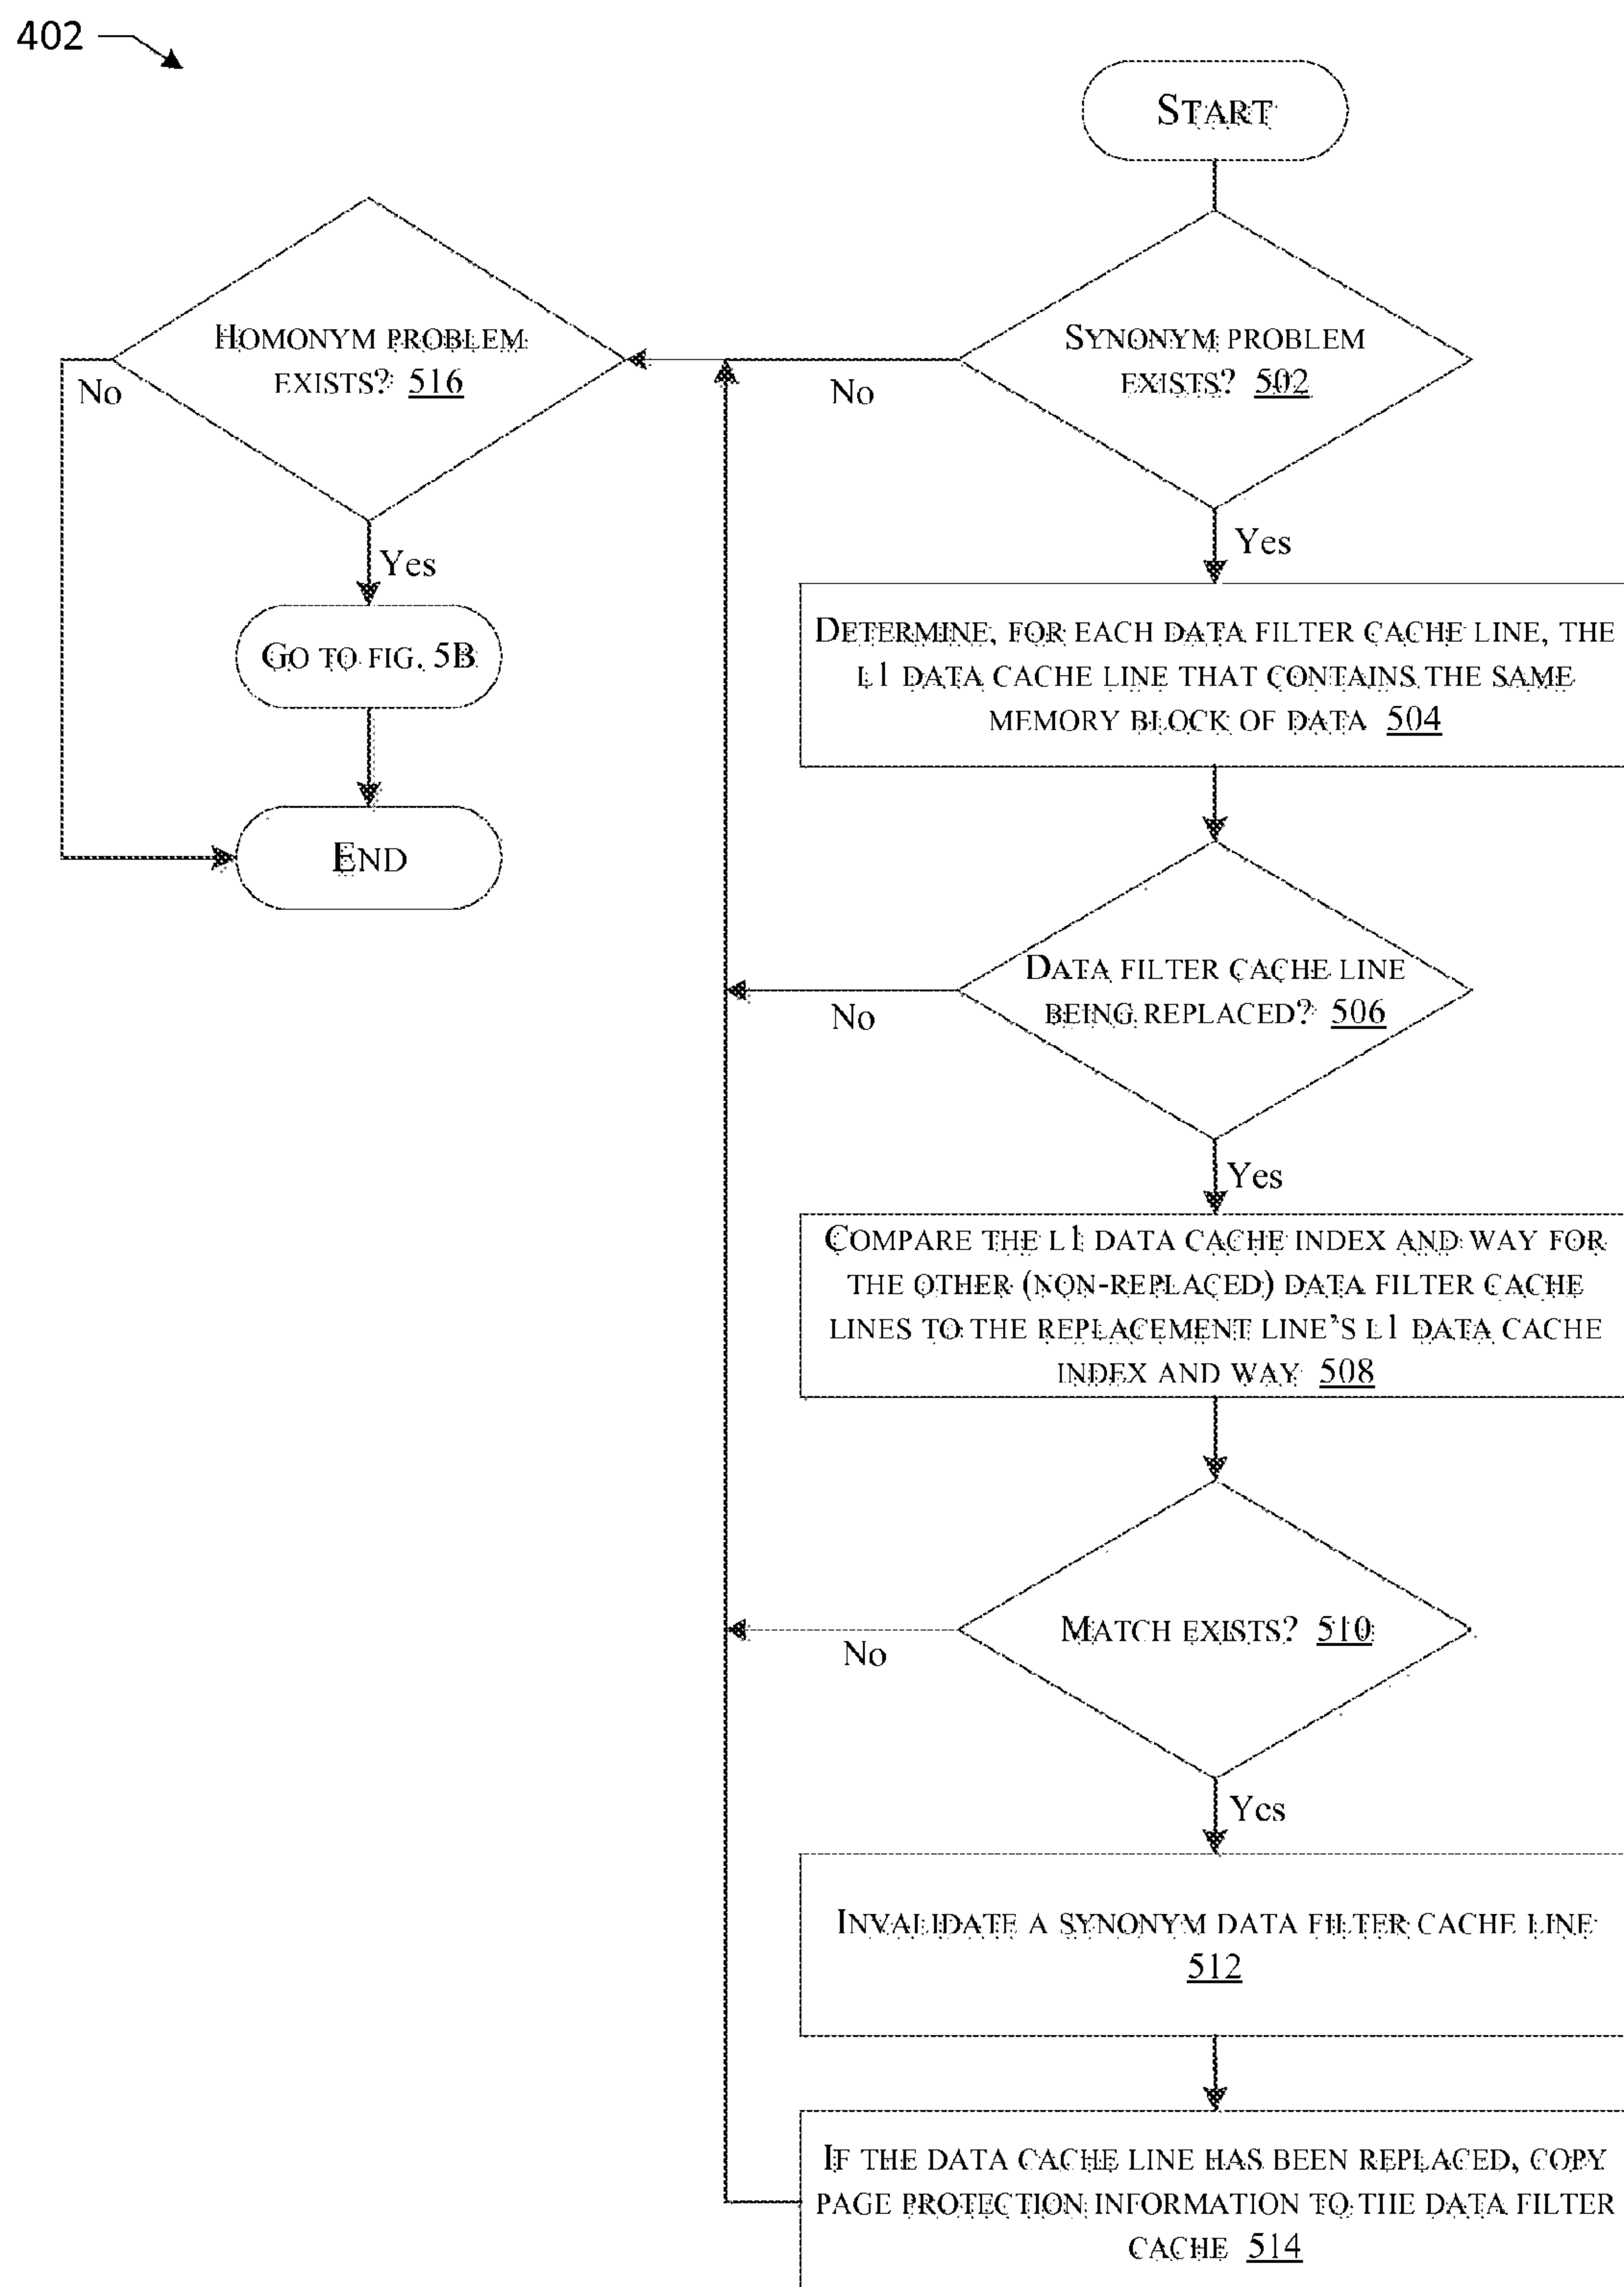 402
START
SYNONYM PROBLEM
EXISTS? 502
No
Yes
HOMONYM PROBLEM
EXISTS? 516
No
Yes
GO TO FIG. 5B
END
DETERMINE, FOR EACH DATA FILTER CACHE LINE, THE
L1 DATA CACHE LINE THAT CONTAINS THE SAME
MEMORY BLOCK OF DATA 504
DATA FILTER CACHE LINE
BEING REPLACED? 506
No
Yes
COMPARE THE L1 DATA CACHE INDEX AND WAY FOR
THE OTHER (NON-REPLACED) DATA FILTER CACHE
LINES TO THE REPLACEMENT LINE'S L1 DATA CACHE
INDEX AND WAY 508
MATCH EXISTS? 510
No
Yes
INVALIDATE A SYNONYM DATA FILTER CACHE LINE
512
IF THE DATA CACHE LINE HAS BEEN REPLACED, COPY
PAGE PROTECTION INFORMATION TO THE DATA FILTER
CACHE 514